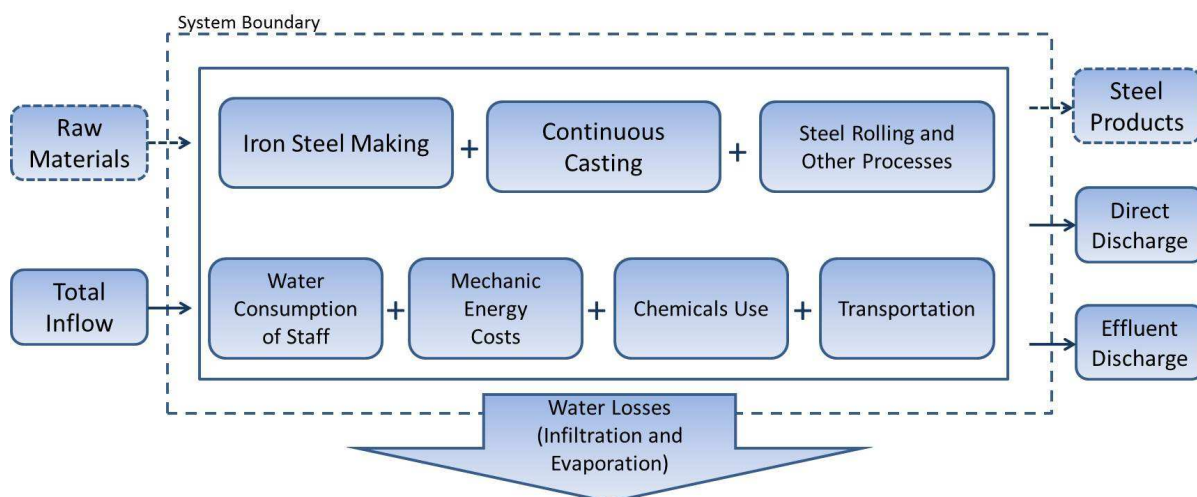 System Boundary
Raw
Materials
Iron Steel Making
+
Continuous
Casting
+
Steel Rolling and
Other Processes
Steel
Products
Direct
Discharge
Total
Inflow
Water
Consumption
of Staff
+
Mechanic
Energy
Costs
+
Chemicals Use
+
Transportation
Effluent
Discharge
Water Losses
(Infiltration and
Evaporation)